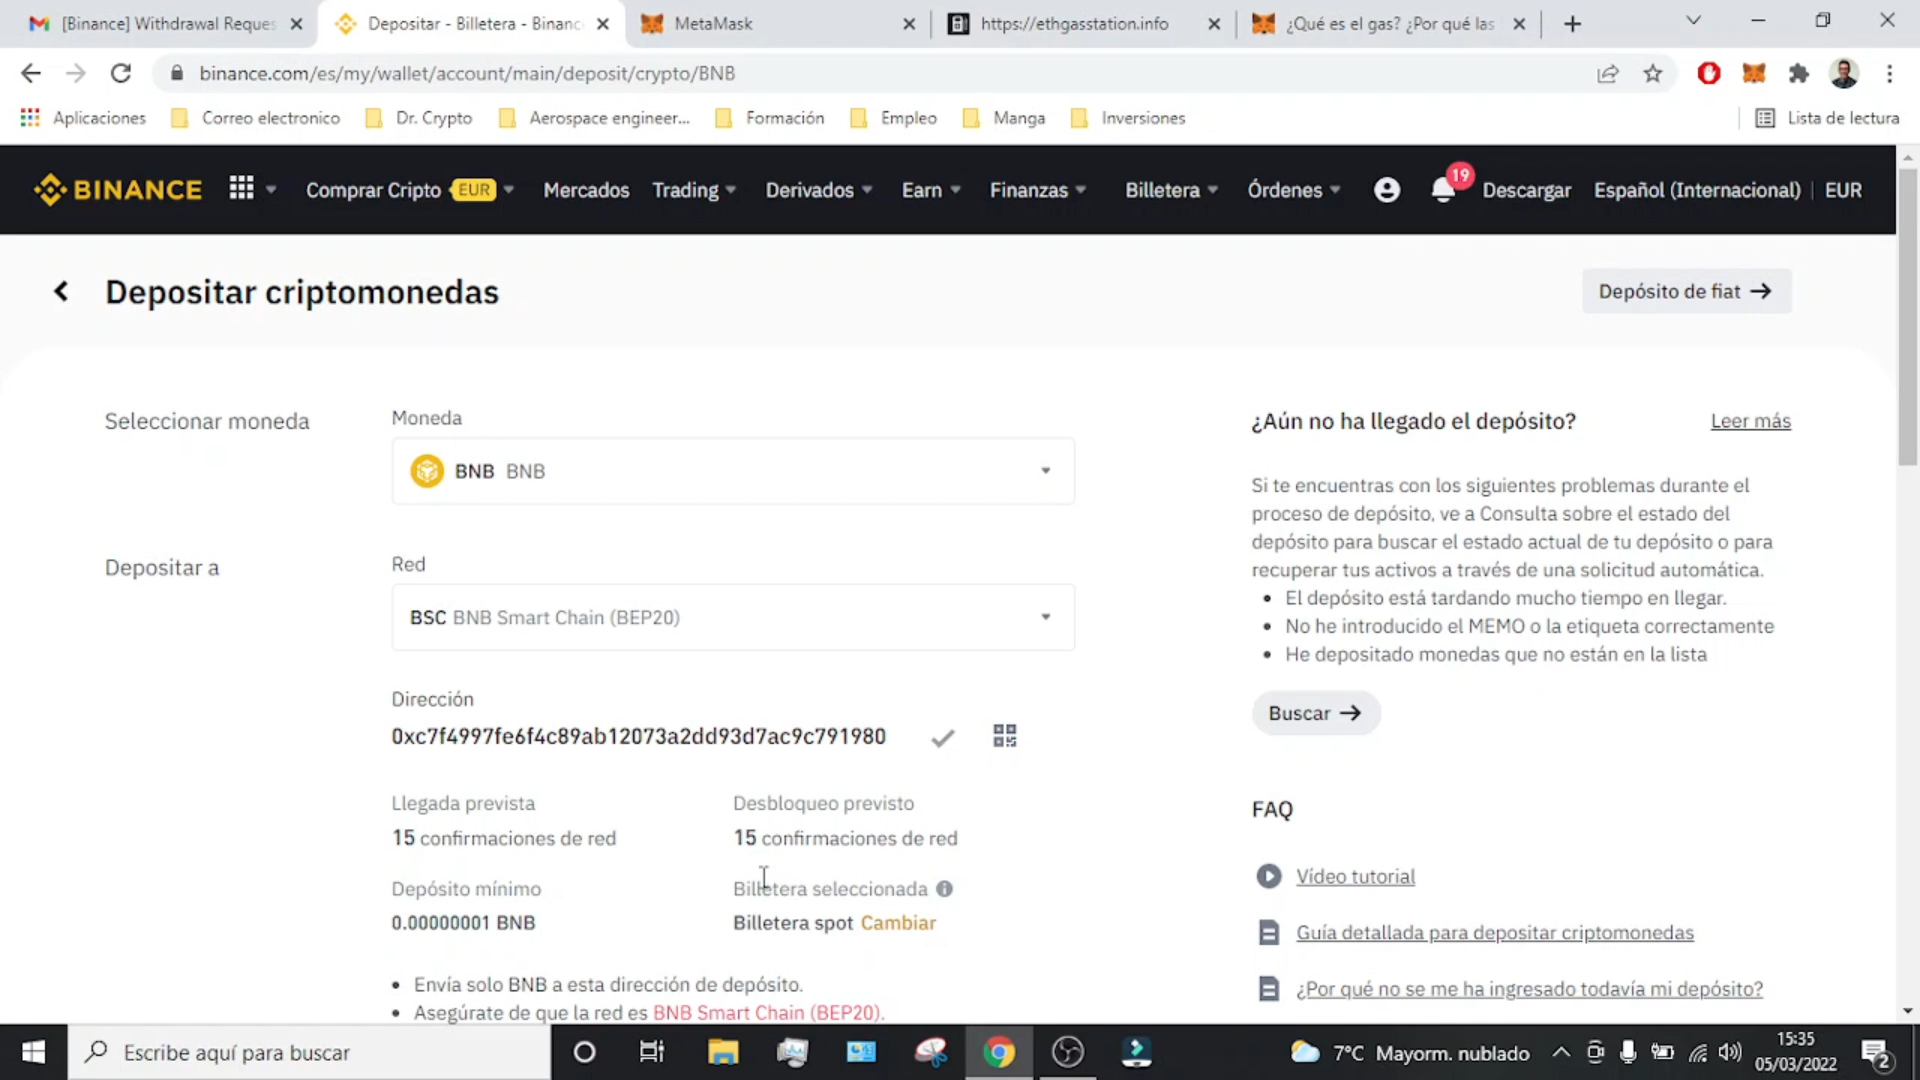 [Binance] Withdrawal Reques
Depositar - Billetera - Binanc
MetaMask
https://ethgasstation.info
¿Qué es el gas? ¿Por qué las
binance.com/es/my/wallet/account/main/deposit/crypto/BNB
Aplicaciones
Correo electronico
Dr. Crypto
Aerospace engineer...
Formación
Empleo
Manga
Inversiones
Lista de lectura
BINANCE
Comprar Cripto EUR
Mercados
Trading
Derivados
Earn
Finanzas
Billetera
Órdenes
19
Descargar
Español (Internacional)
EUR
Depositar criptomonedas
Depósito de fiat
Seleccionar moneda
Moneda
BNB BNB
Depositar a
Red
BSC BNB Smart Chain (BEP20)
Dirección
0xc7f4997fe6f4c89ab12073a2dd93d7ac9c791980
Llegada prevista
15 confirmaciones de red
Desbloqueo previsto
15 confirmaciones de red
Depósito mínimo
0.00000001 BNB
Billetera seleccionada
Billetera spot Cambiar
• Envía solo BNB a esta dirección de depósito.
• Asegúrate de que la red es BNB Smart Chain (BEP20).
¿Aún no ha llegado el depósito?
Leer más
Si te encuentras con los siguientes problemas durante el
proceso de depósito, ve a Consulta sobre el estado del
depósito para buscar el estado actual de tu depósito o para
recuperar tus activos a través de una solicitud automática.
• El depósito está tardando mucho tiempo en llegar.
• No he introducido el MEMO o la etiqueta correctamente
• He depositado monedas que no están en la lista
Buscar
FAQ
Vídeo tutorial
Guía detallada para depositar criptomonedas
¿Por qué no se me ha ingresado todavía mi depósito?
Escribe aquí para buscar
7°C Mayorm. nublado
15:35
05/03/2022
2